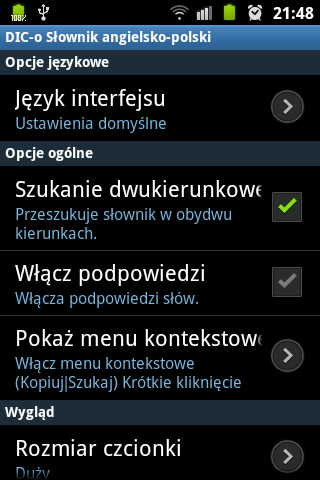 100%
21:48
DIC-o Słownik angielsko-polski
Opcje językowe
Język interfejsu
Ustawienia domyślne
Opcje ogólne
Szukanie dwukierunkowe
Przeszukuje słownik w obydwu
kierunkach.
Włącz podpowiedzi
Włącza podpowiedzi słów.
Pokaż menu kontekstowe
Włącz menu kontekstowe
(Kopiuj|Szukaj) Krótkie kliknięcie
Wygląd
Rozmiar czcionki
Duży